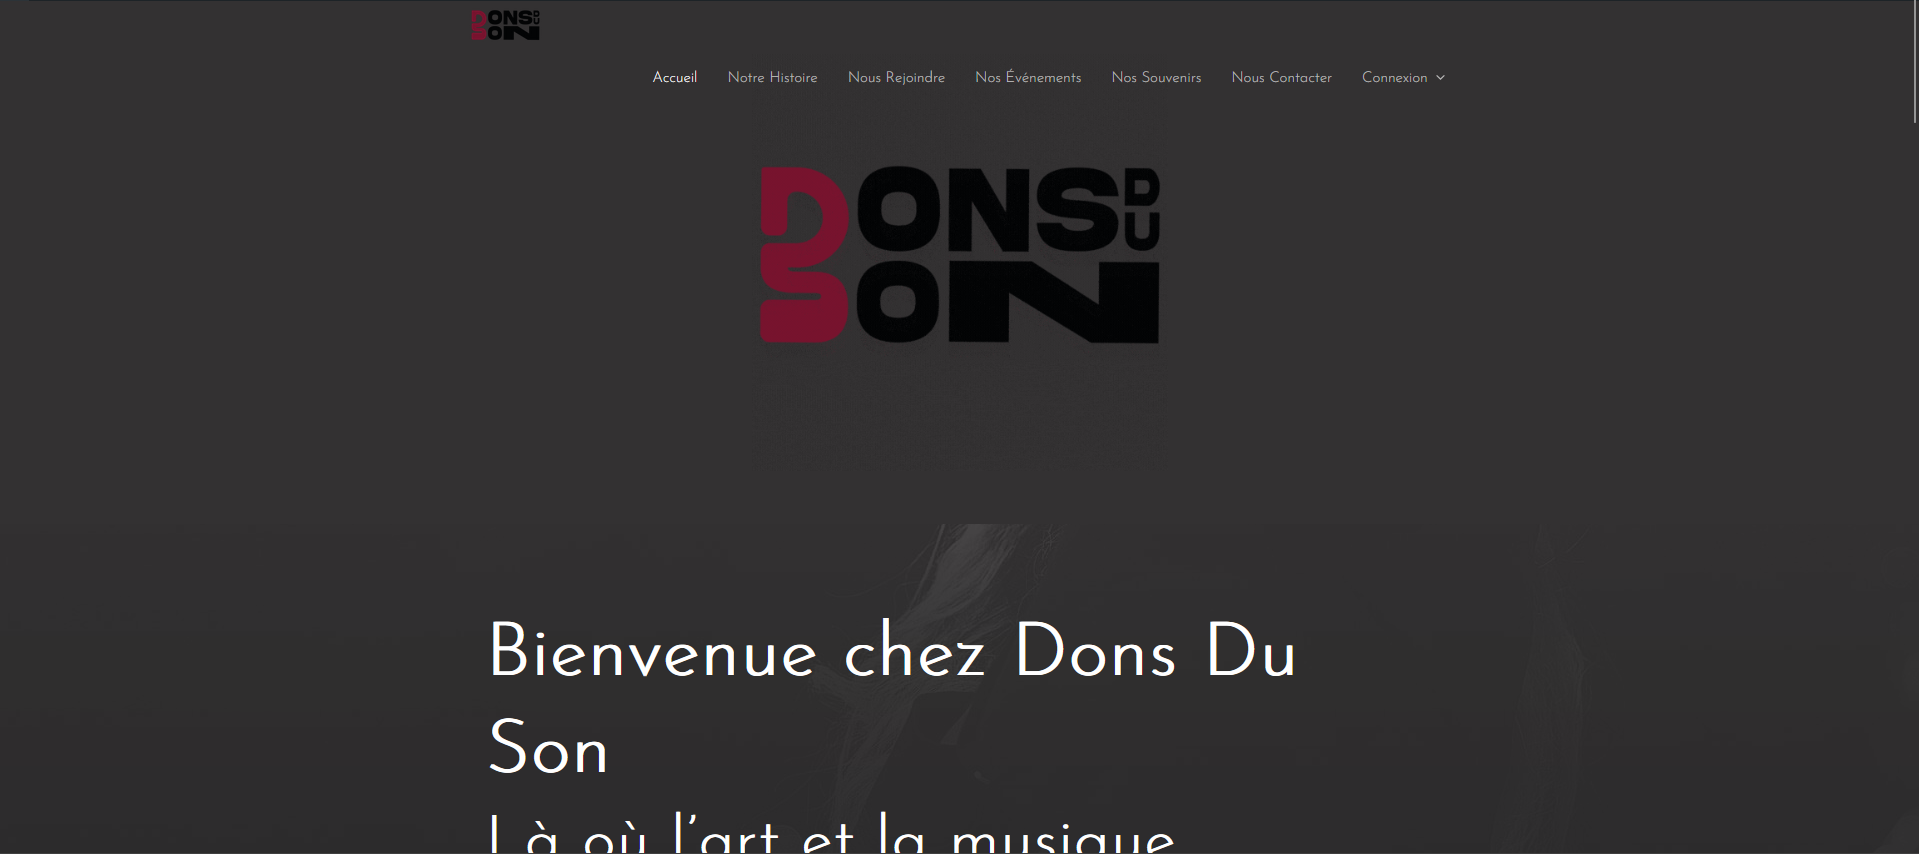 DONS DU
SON
Accueil Notre Histoire Nous Rejoindre Nos Événements Nos Souvenirs Nous Contacter Connexion
DONS DU
SON
Bienvenue chez Dons Du
Son
Là où l'art et la musique